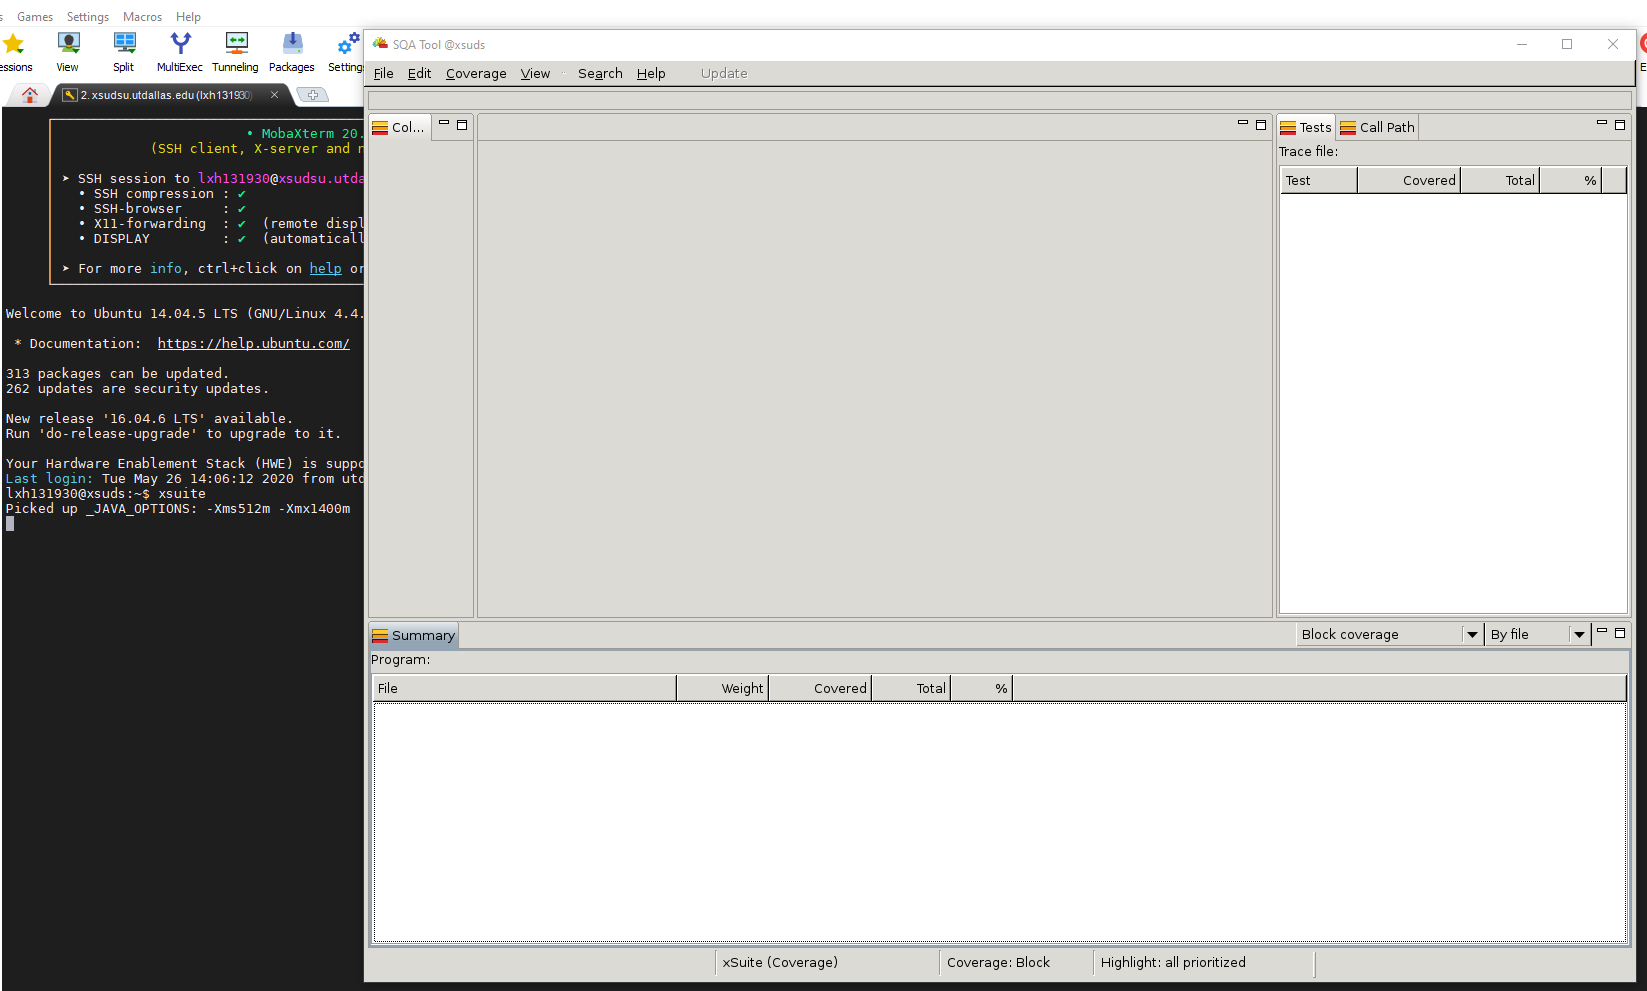 s Games Settings Macros Help
essions View Split MultiExec Tunneling Packages Setting
2. xsudsu.utdallas.edu (lxh131930)
• MobaXterm 20.
(SSH client, X-server and n
➤ SSH session to lxh131930@xsudsu.utda
• SSH compression : ✔
• SSH-browser : ✔
• X11-forwarding : ✔ (remote displ
• DISPLAY : ✔ (automaticall
➤ For more info, ctrl+click on help or
Welcome to Ubuntu 14.04.5 LTS (GNU/Linux 4.4.
* Documentation: https://help.ubuntu.com/
313 packages can be updated.
262 updates are security updates.
New release '16.04.6 LTS' available.
Run 'do-release-upgrade' to upgrade to it.
Your Hardware Enablement Stack (HWE) is suppo
Last login: Tue May 26 14:06:12 2020 from utd
lxh131930@xsuds:~$ xsuite
Picked up _JAVA_OPTIONS: -Xms512m -Xmx1400m
SQA Tool @xsuds
File Edit Coverage View Search Help Update
Col...
Tests Call Path
Trace file:
Test Covered Total %
Summary Block coverage By file
Program:
File Weight Covered Total %
xSuite (Coverage) Coverage: Block Highlight: all prioritized
E